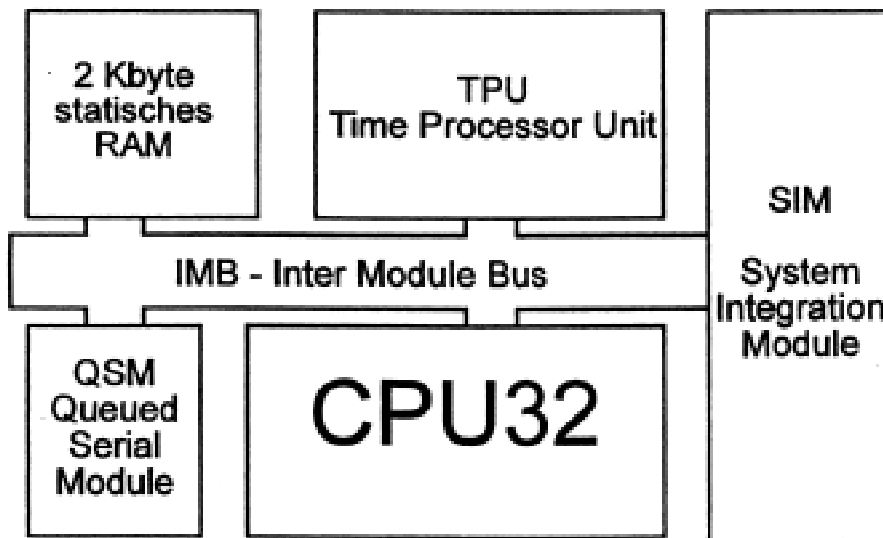 2 Kbyte
statisches
RAM
TPU
Time Processor Unit
SIM
System
Integration
Module
IMB - Inter Module Bus
QSM
Queued
Serial
Module
CPU32